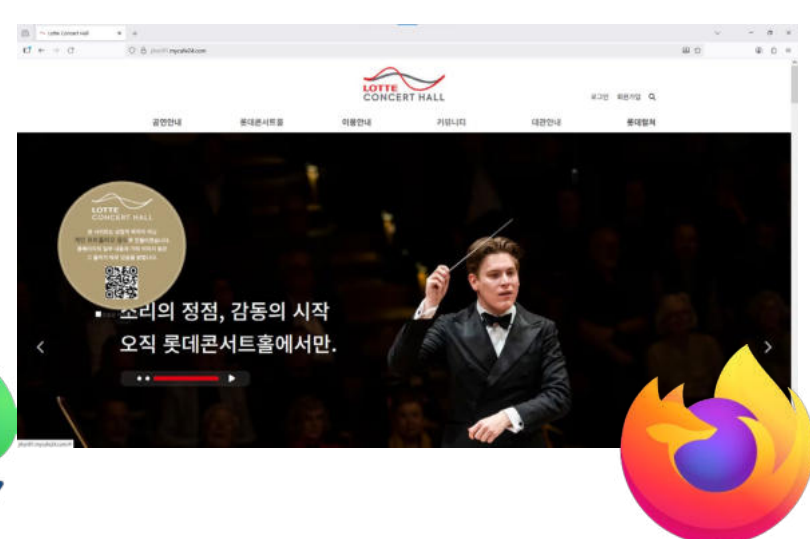 Lotte Concert Hall
LOTTE
CONCERT HALL
로그인 회원가입
공연안내 롯데콘서트홀 이용안내 커뮤니티 대관안내 롯데컬처
LOTTE
CONCERT HALL
소리의 정점, 감동의 시작
오직 롯데콘서트홀에서만.